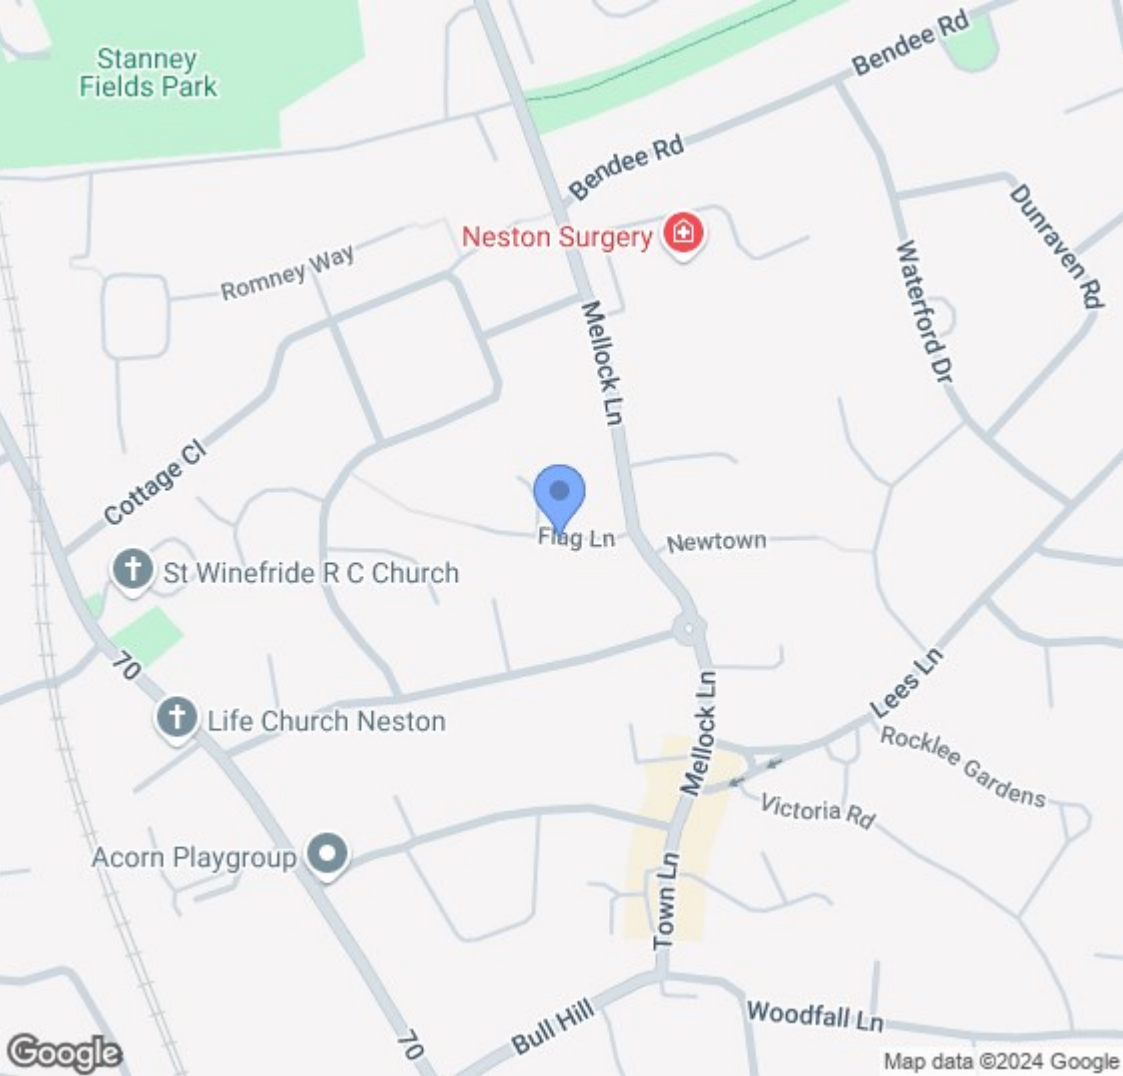 Stanney
Fields Park
Bendee Rd
Bendee Rd
Neston Surgery
Romney Way
Dunraven Rd
Waterford Dr
Mellock Ln
Cottage Cl
Flag Ln
Newtown
St Winefride R C Church
70
Lees Ln
Life Church Neston
Mellock Ln
Rocklee Gardens
Victoria Rd
Acorn Playgroup
Town Ln
Bull Hill
Woodfall Ln
70
Google
Map data ©2024 Google